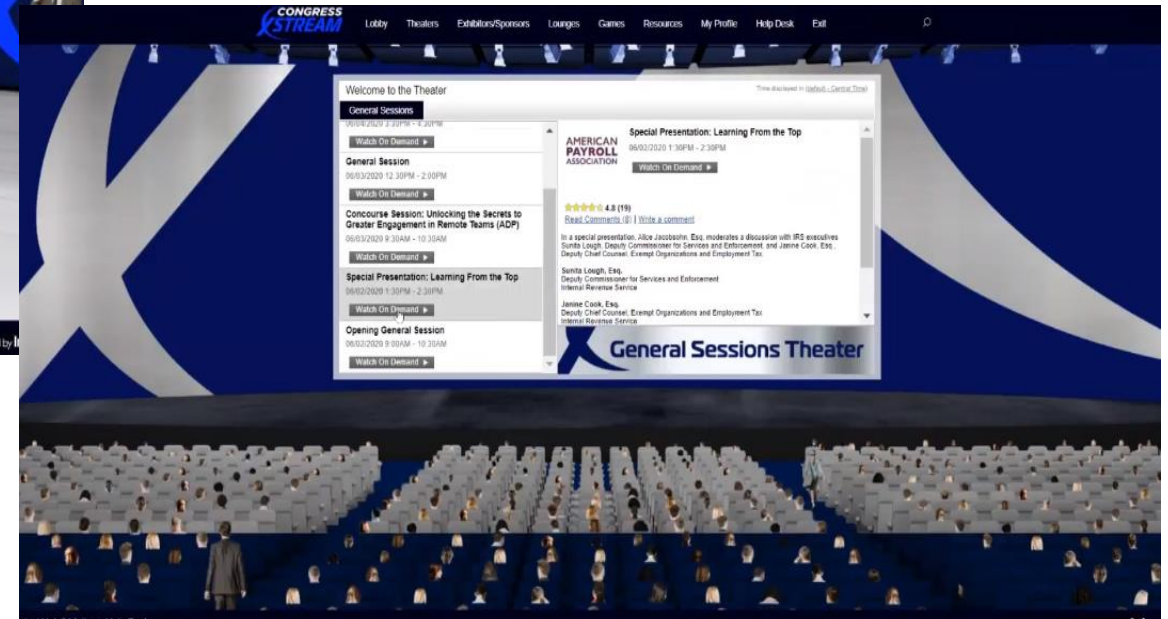 CONGRESS
XSTREAM
Lobby Theaters Exhibitors/Sponsors Lounges Games Resources My Profile Help Desk Exit
Welcome to the Theater
Time displayed in (default - Central Time)
General Sessions
06/04/2020 3:30PM - 4:30PM
Watch On Demand
General Session
06/03/2020 12:30PM - 2:00PM
Watch On Demand
Concourse Session: Unlocking the Secrets to
Greater Engagement in Remote Teams (ADP)
06/03/2020 9:30AM - 10:30AM
Watch On Demand
Special Presentation: Learning From the Top
06/02/2020 1:30PM - 2:30PM
Watch On Demand
Opening General Session
06/02/2020 9:00AM - 10:30AM
Watch On Demand
AMERICAN
PAYROLL
ASSOCIATION
Special Presentation: Learning From the Top
06/02/2020 1:30PM - 2:30PM
Watch On Demand
4.8 (19)
Read Comments (8) | Write a comment
In a special presentation, Alice Jacobsohn, Esq. moderates a discussion with IRS executives
Sunita Lough, Deputy Commissioner for Services and Enforcement, and Janine Cook, Esq.,
Deputy Chief Counsel, Exempt Organizations and Employment Tax.
Sunita Lough, Esq.
Deputy Commissioner for Services and Enforcement
Internal Revenue Service
Janine Cook, Esq.
Deputy Chief Counsel, Exempt Organizations and Employment Tax
Internal Revenue Service
General Sessions Theater
by